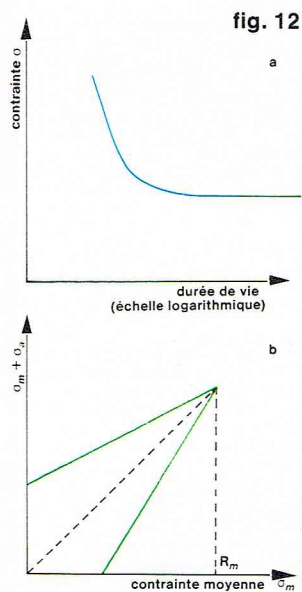 fig. 12
a
contrainte σ
durée de vie
(échelle logarithmique)
b
σm + σa
Rm
contrainte moyenne σm